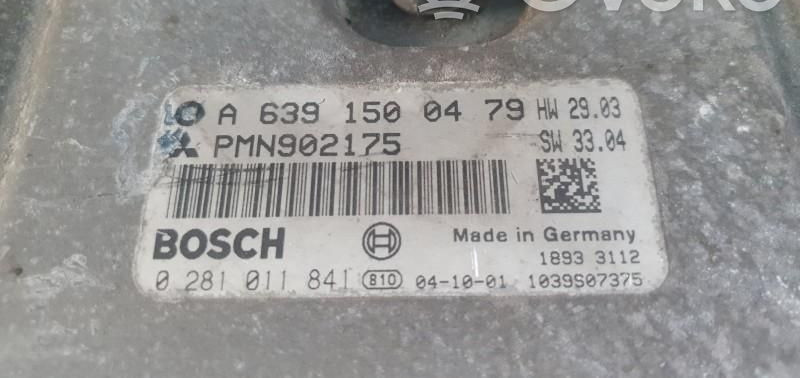 A 639 150 04 79 HW 29.03
PMN902175 SW 33.04
BOSCH Made in Germany
1893 3112
0 281 011 841 810 04-10-01 1039S07375